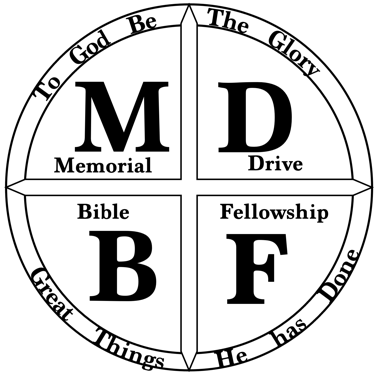 To God Be The Glory
M D
Memorial Drive
Bible Fellowship
B F
Great Things He has Done